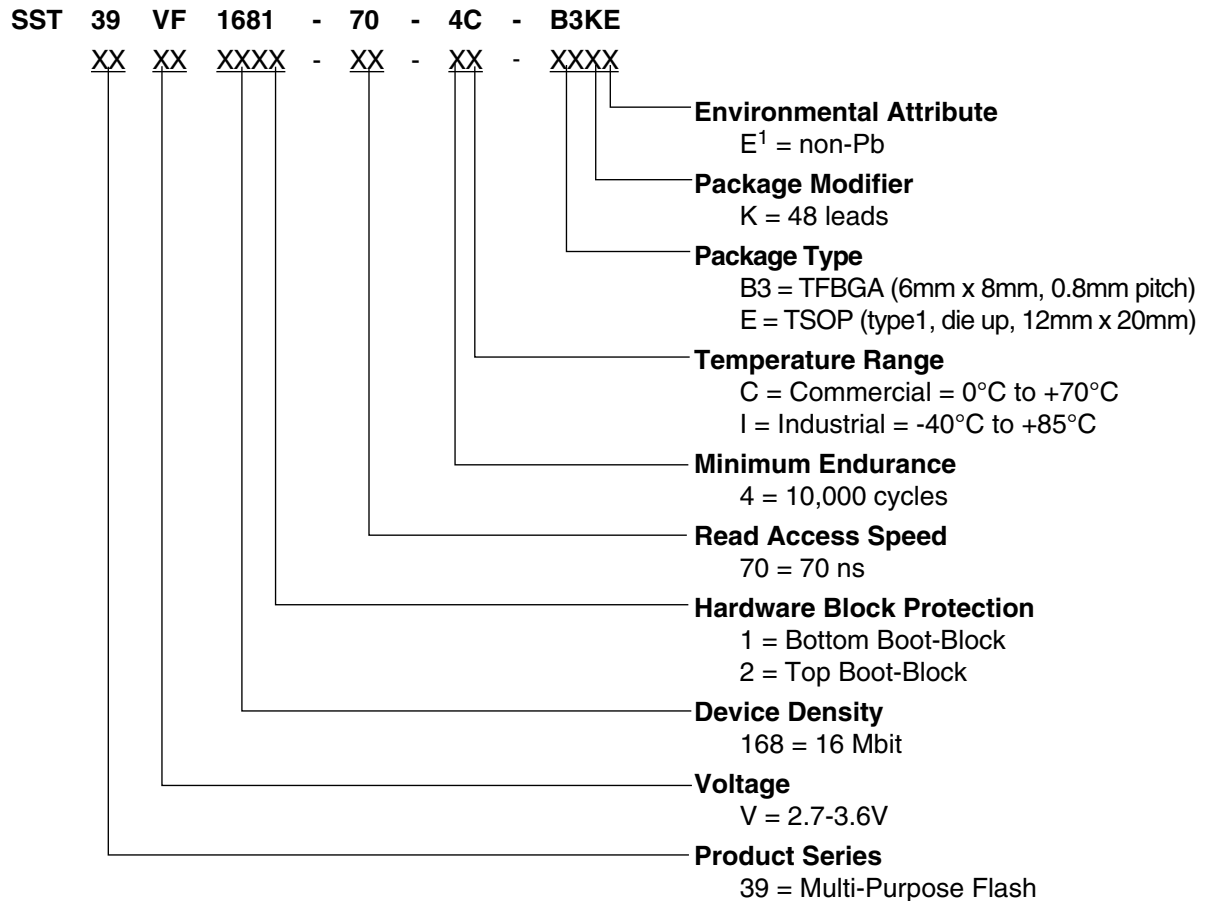 SST 39 VF 1681 - 70 - 4C - B3KE
XX XX XXXX - XX - XX - XXXX
Environmental Attribute
E¹ = non-Pb
Package Modifier
K = 48 leads
Package Type
B3 = TFBGA (6mm x 8mm, 0.8mm pitch)
E = TSOP (type1, die up, 12mm x 20mm)
Temperature Range
C = Commercial = 0°C to +70°C
I = Industrial = -40°C to +85°C
Minimum Endurance
4 = 10,000 cycles
Read Access Speed
70 = 70 ns
Hardware Block Protection
1 = Bottom Boot-Block
2 = Top Boot-Block
Device Density
168 = 16 Mbit
Voltage
V = 2.7-3.6V
Product Series
39 = Multi-Purpose Flash